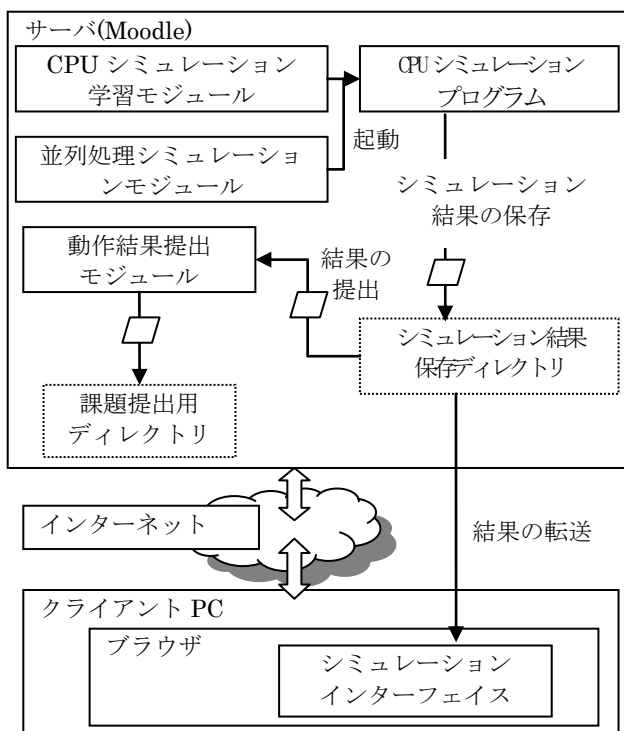 サーバ(Moodle)
CPU シミュレーション
学習モジュール
CPU シミュレーション
プログラム
起動
並列処理シミュレーショ
ンモジュール
シミュレーション
結果の保存
動作結果提出
モジュール
結果の
提出
シミュレーション結果
保存ディレクトリ
課題提出用
ディレクトリ
インターネット
結果の転送
クライアント PC
ブラウザ
シミュレーション
インターフェイス